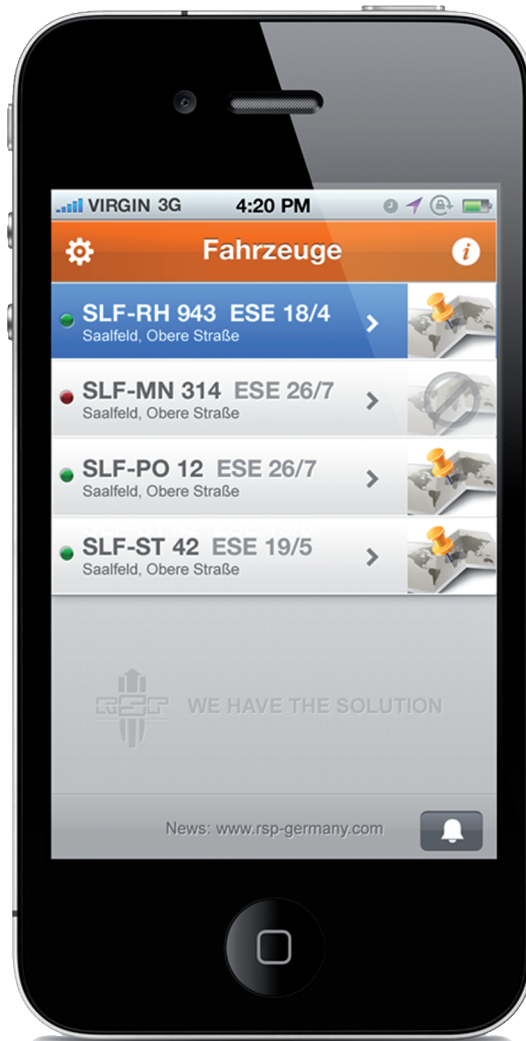 VIRGIN 3G 4:20 PM
Fahrzeuge
SLF-RH 943 ESE 18/4
Saalfeld, Obere Straße
SLF-MN 314 ESE 26/7
Saalfeld, Obere Straße
SLF-PO 12 ESE 26/7
Saalfeld, Obere Straße
SLF-ST 42 ESE 19/5
Saalfeld, Obere Straße
RSP WE HAVE THE SOLUTION
News: www.rsp-germany.com